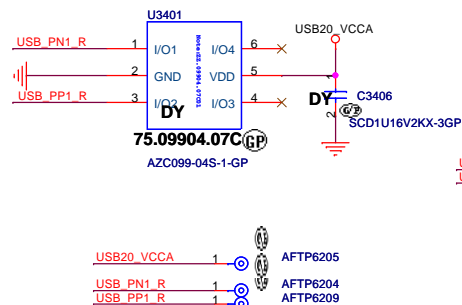 U3401
USB20_VCCA
USB_PN1_R 1 I/O1 I/O4 6
2 GND VDD 5
USB_PP1_R 3 I/O2 I/O3 4
DY
75.09904.07C GP
AZC099-04S-1-GP
1
DY C3406
2
SCD1U16V2KX-3GP
USB20_VCCA 1 AFTP6205
USB_PN1_R 1 AFTP6204
USB_PP1_R 1 AFTP6209